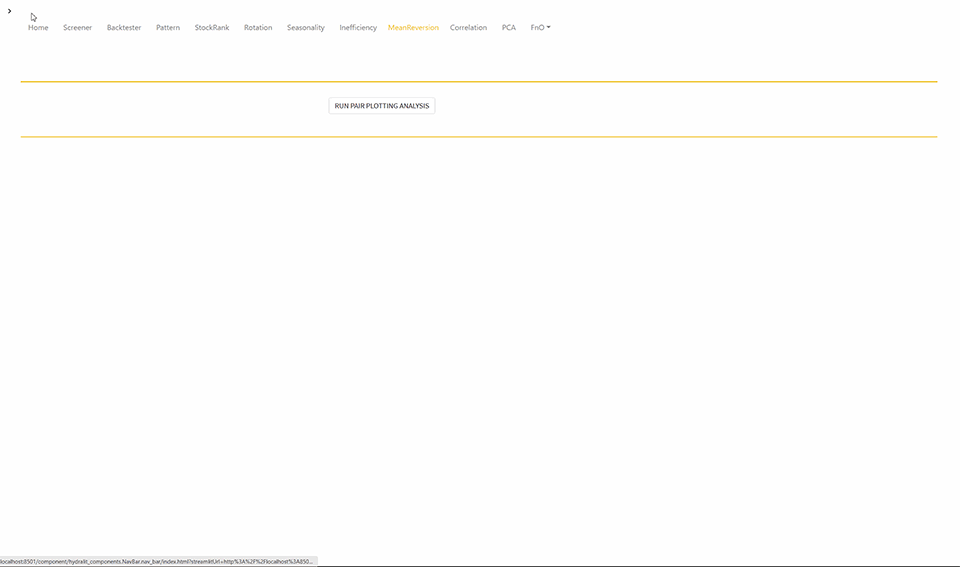 Home Screener Backtester Pattern StockRank Rotation Seasonality Inefficiency MeanReversion Correlation PCA FnO
RUN PAIR PLOTTING ANALYSIS
localhost:8501/component/hydralit_components.NavBar.nav_bar/index.html?streamlitUrl=http%3A%2F%2Flocalhost%3A850...